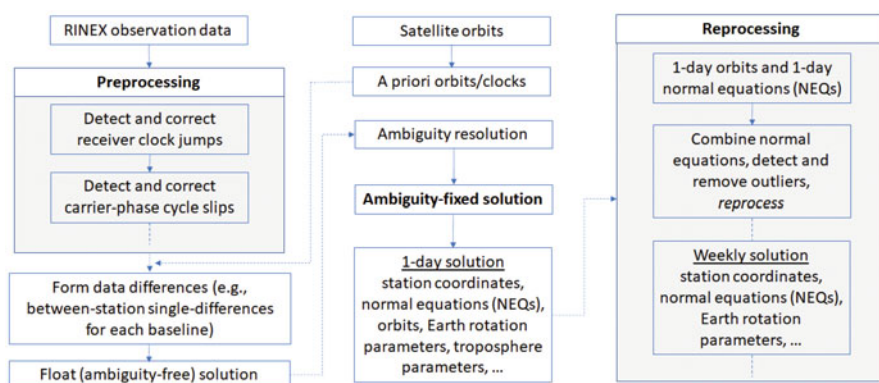 RINEX observation data
Preprocessing
Detect and correct
receiver clock jumps
Detect and correct
carrier-phase cycle slips
Form data differences (e.g.,
between-station single-differences
for each baseline)
Float (ambiguity-free) solution
Satellite orbits
A priori orbits/clocks
Ambiguity resolution
Ambiguity-fixed solution
1-day solution
station coordinates,
normal equations (NEQs),
orbits, Earth rotation
parameters, troposphere
parameters, ...
Reprocessing
1-day orbits and 1-day
normal equations (NEQs)
Combine normal
equations, detect and
remove outliers,
reprocess
Weekly solution
station coordinates,
normal equations (NEQs),
Earth rotation
parameters, ...